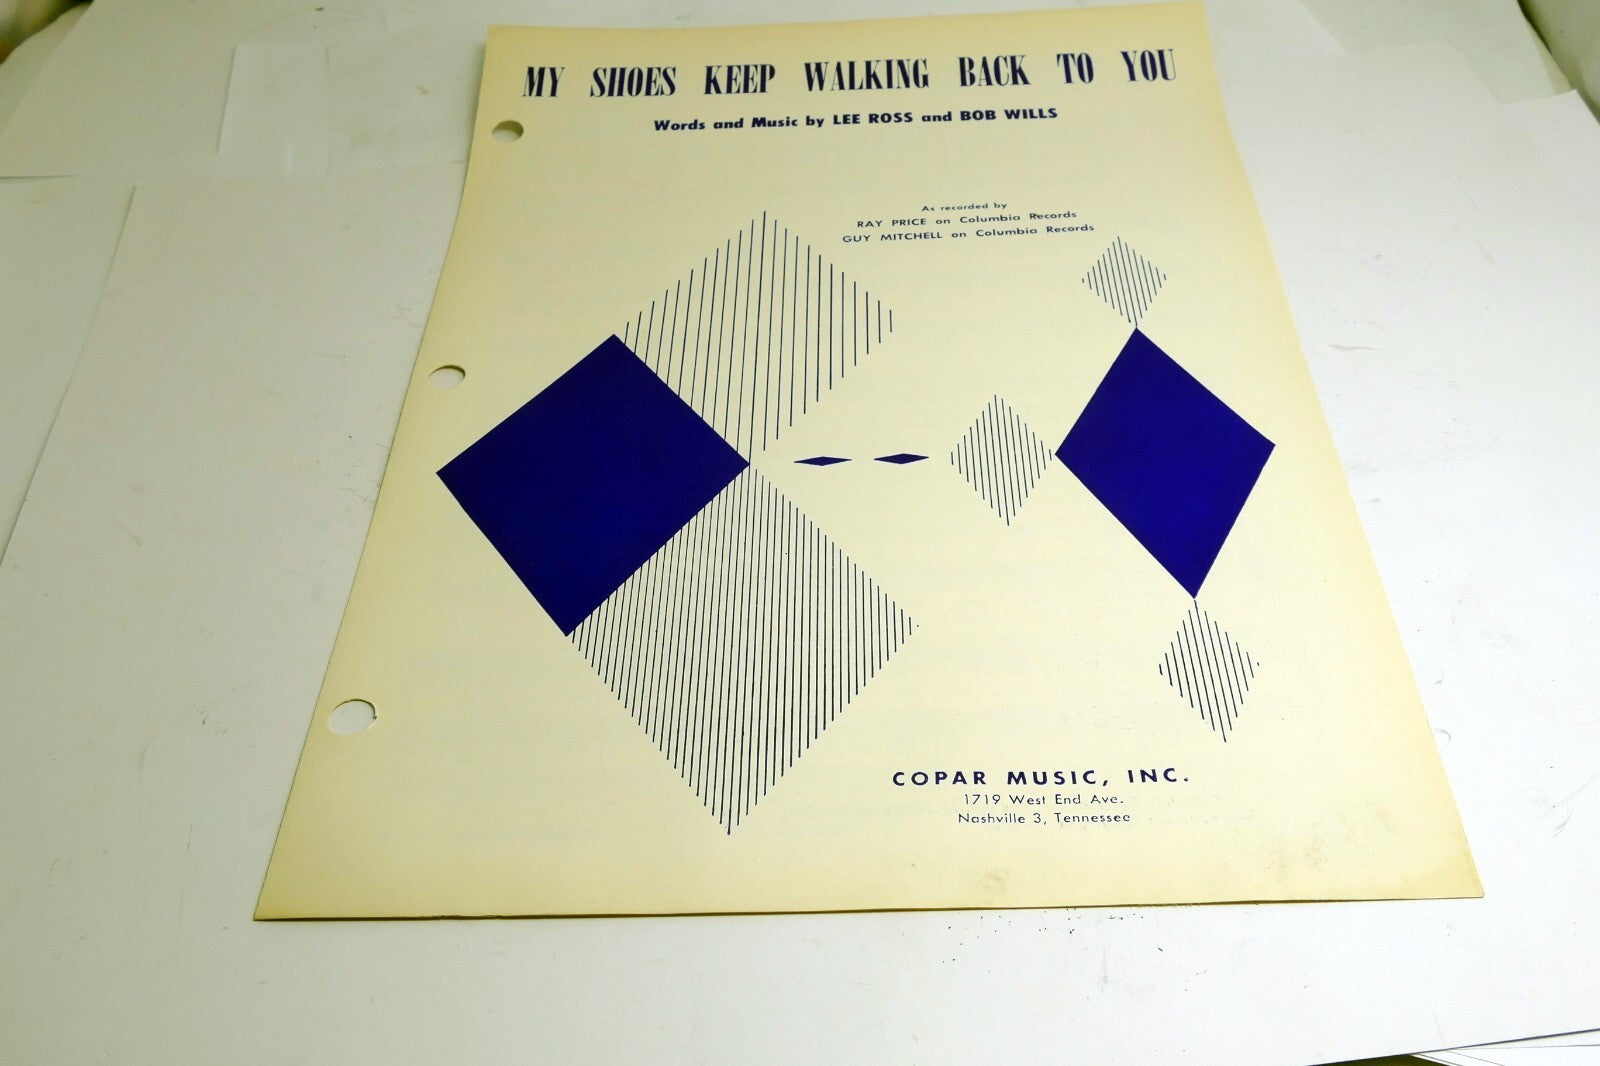 MY SHOES KEEP WALKING BACK TO YOU
Words and Music by LEE ROSS and BOB WILLS
As recorded by
RAY PRICE on Columbia Records
GUY MITCHELL on Columbia Records
COPAR MUSIC, INC.
1719 West End Ave.
Nashville 3, Tennessee